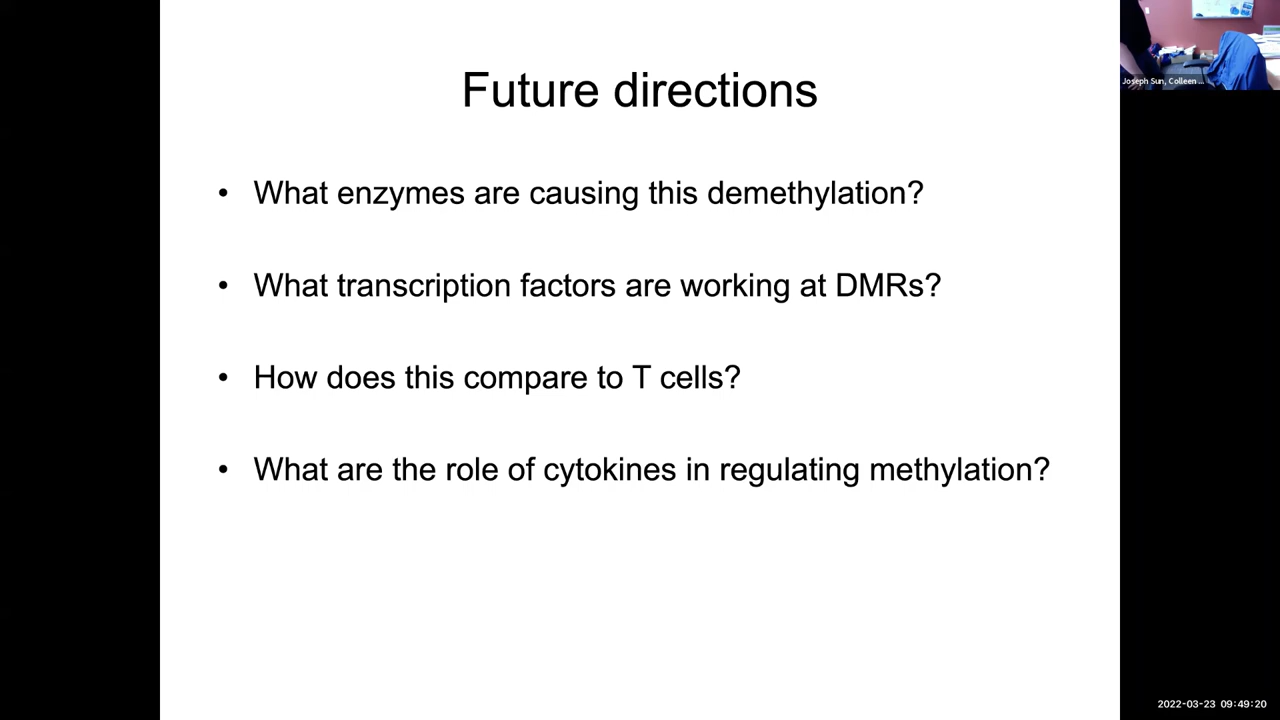 Future directions
• What enzymes are causing this demethylation?
• What transcription factors are working at DMRs?
• How does this compare to T cells?
• What are the role of cytokines in regulating methylation?
Joseph Sun, Colleen ...
2022-03-23 09:49:20